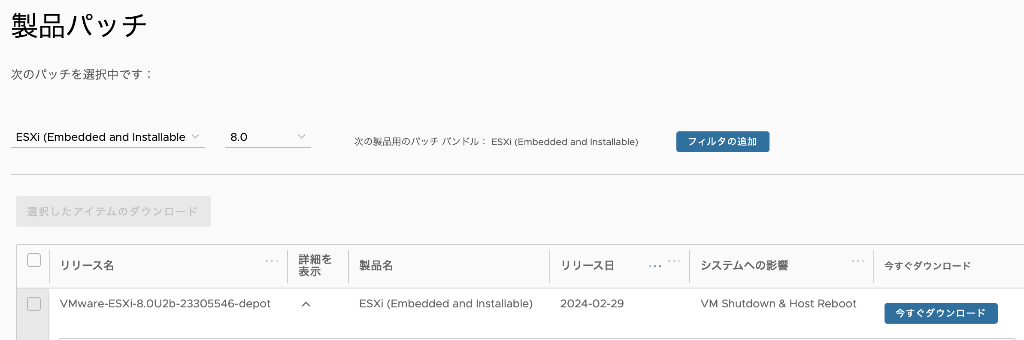 製品パッチ
次のパッチを選択中です：
ESXi (Embedded and Installable
8.0
次の製品用のパッチ バンドル： ESXi (Embedded and Installable)
フィルタの追加
選択したアイテムのダウンロード
リリース名
詳細を
表示
製品名
リリース日
システムへの影響
今すぐダウンロード
VMware-ESXi-8.0U2b-23305546-depot
ESXi (Embedded and Installable)
2024-02-29
VM Shutdown & Host Reboot
今すぐダウンロード